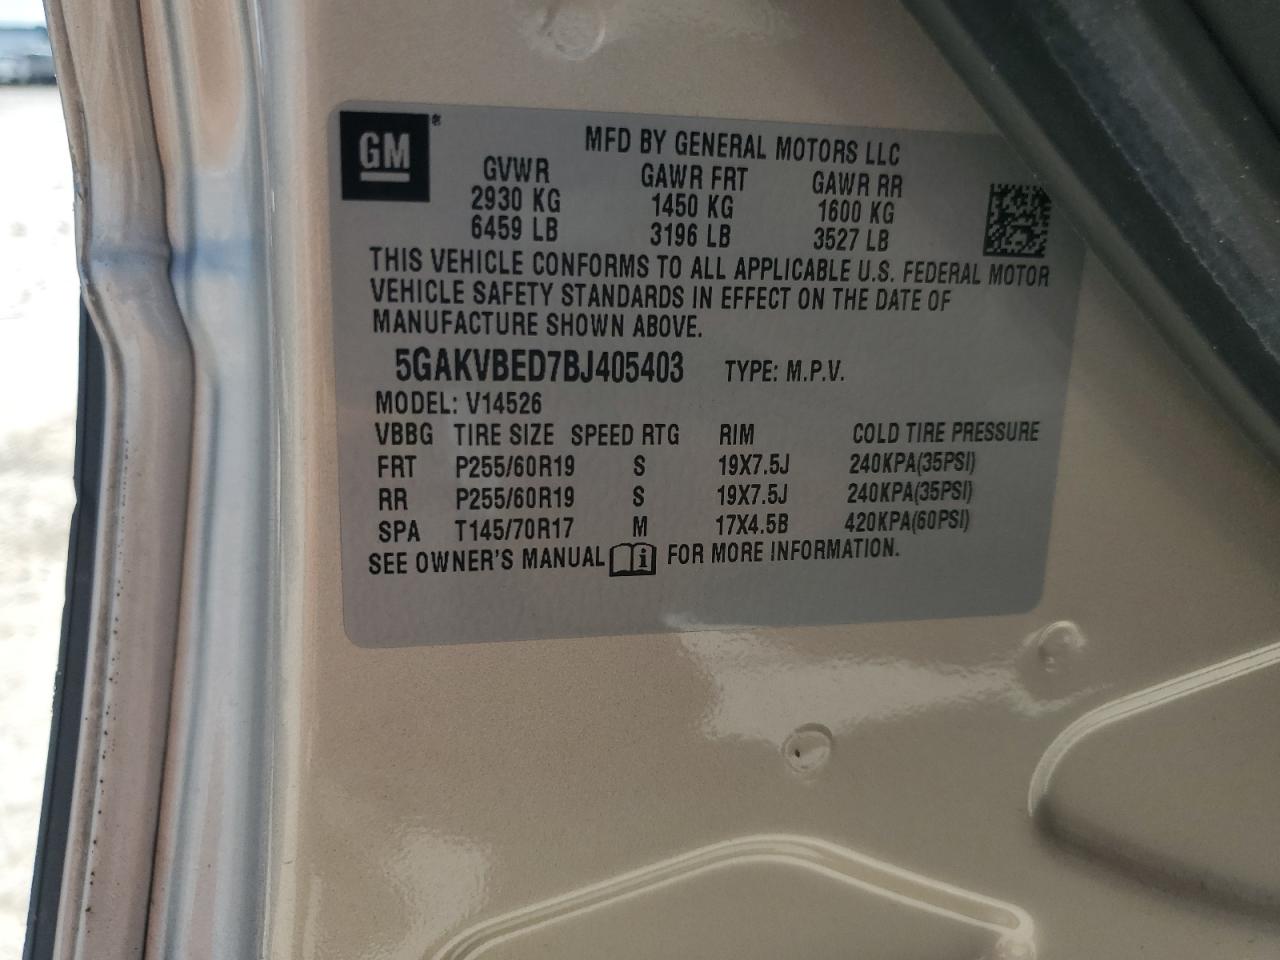 GM®
MFD BY GENERAL MOTORS LLC
GVWR GAWR FRT GAWR RR
2930 KG 1450 KG 1600 KG
6459 LB 3196 LB 3527 LB
THIS VEHICLE CONFORMS TO ALL APPLICABLE U.S. FEDERAL MOTOR
VEHICLE SAFETY STANDARDS IN EFFECT ON THE DATE OF
MANUFACTURE SHOWN ABOVE.
5GAKVBED7BJ405403 TYPE: M.P.V.
MODEL: V14526
VBBG TIRE SIZE SPEED RTG RIM COLD TIRE PRESSURE
FRT P255/60R19 S 19X7.5J 240KPA(35PSI)
RR P255/60R19 S 19X7.5J 240KPA(35PSI)
SPA T145/70R17 M 17X4.5B 420KPA(60PSI)
SEE OWNER'S MANUAL i FOR MORE INFORMATION.